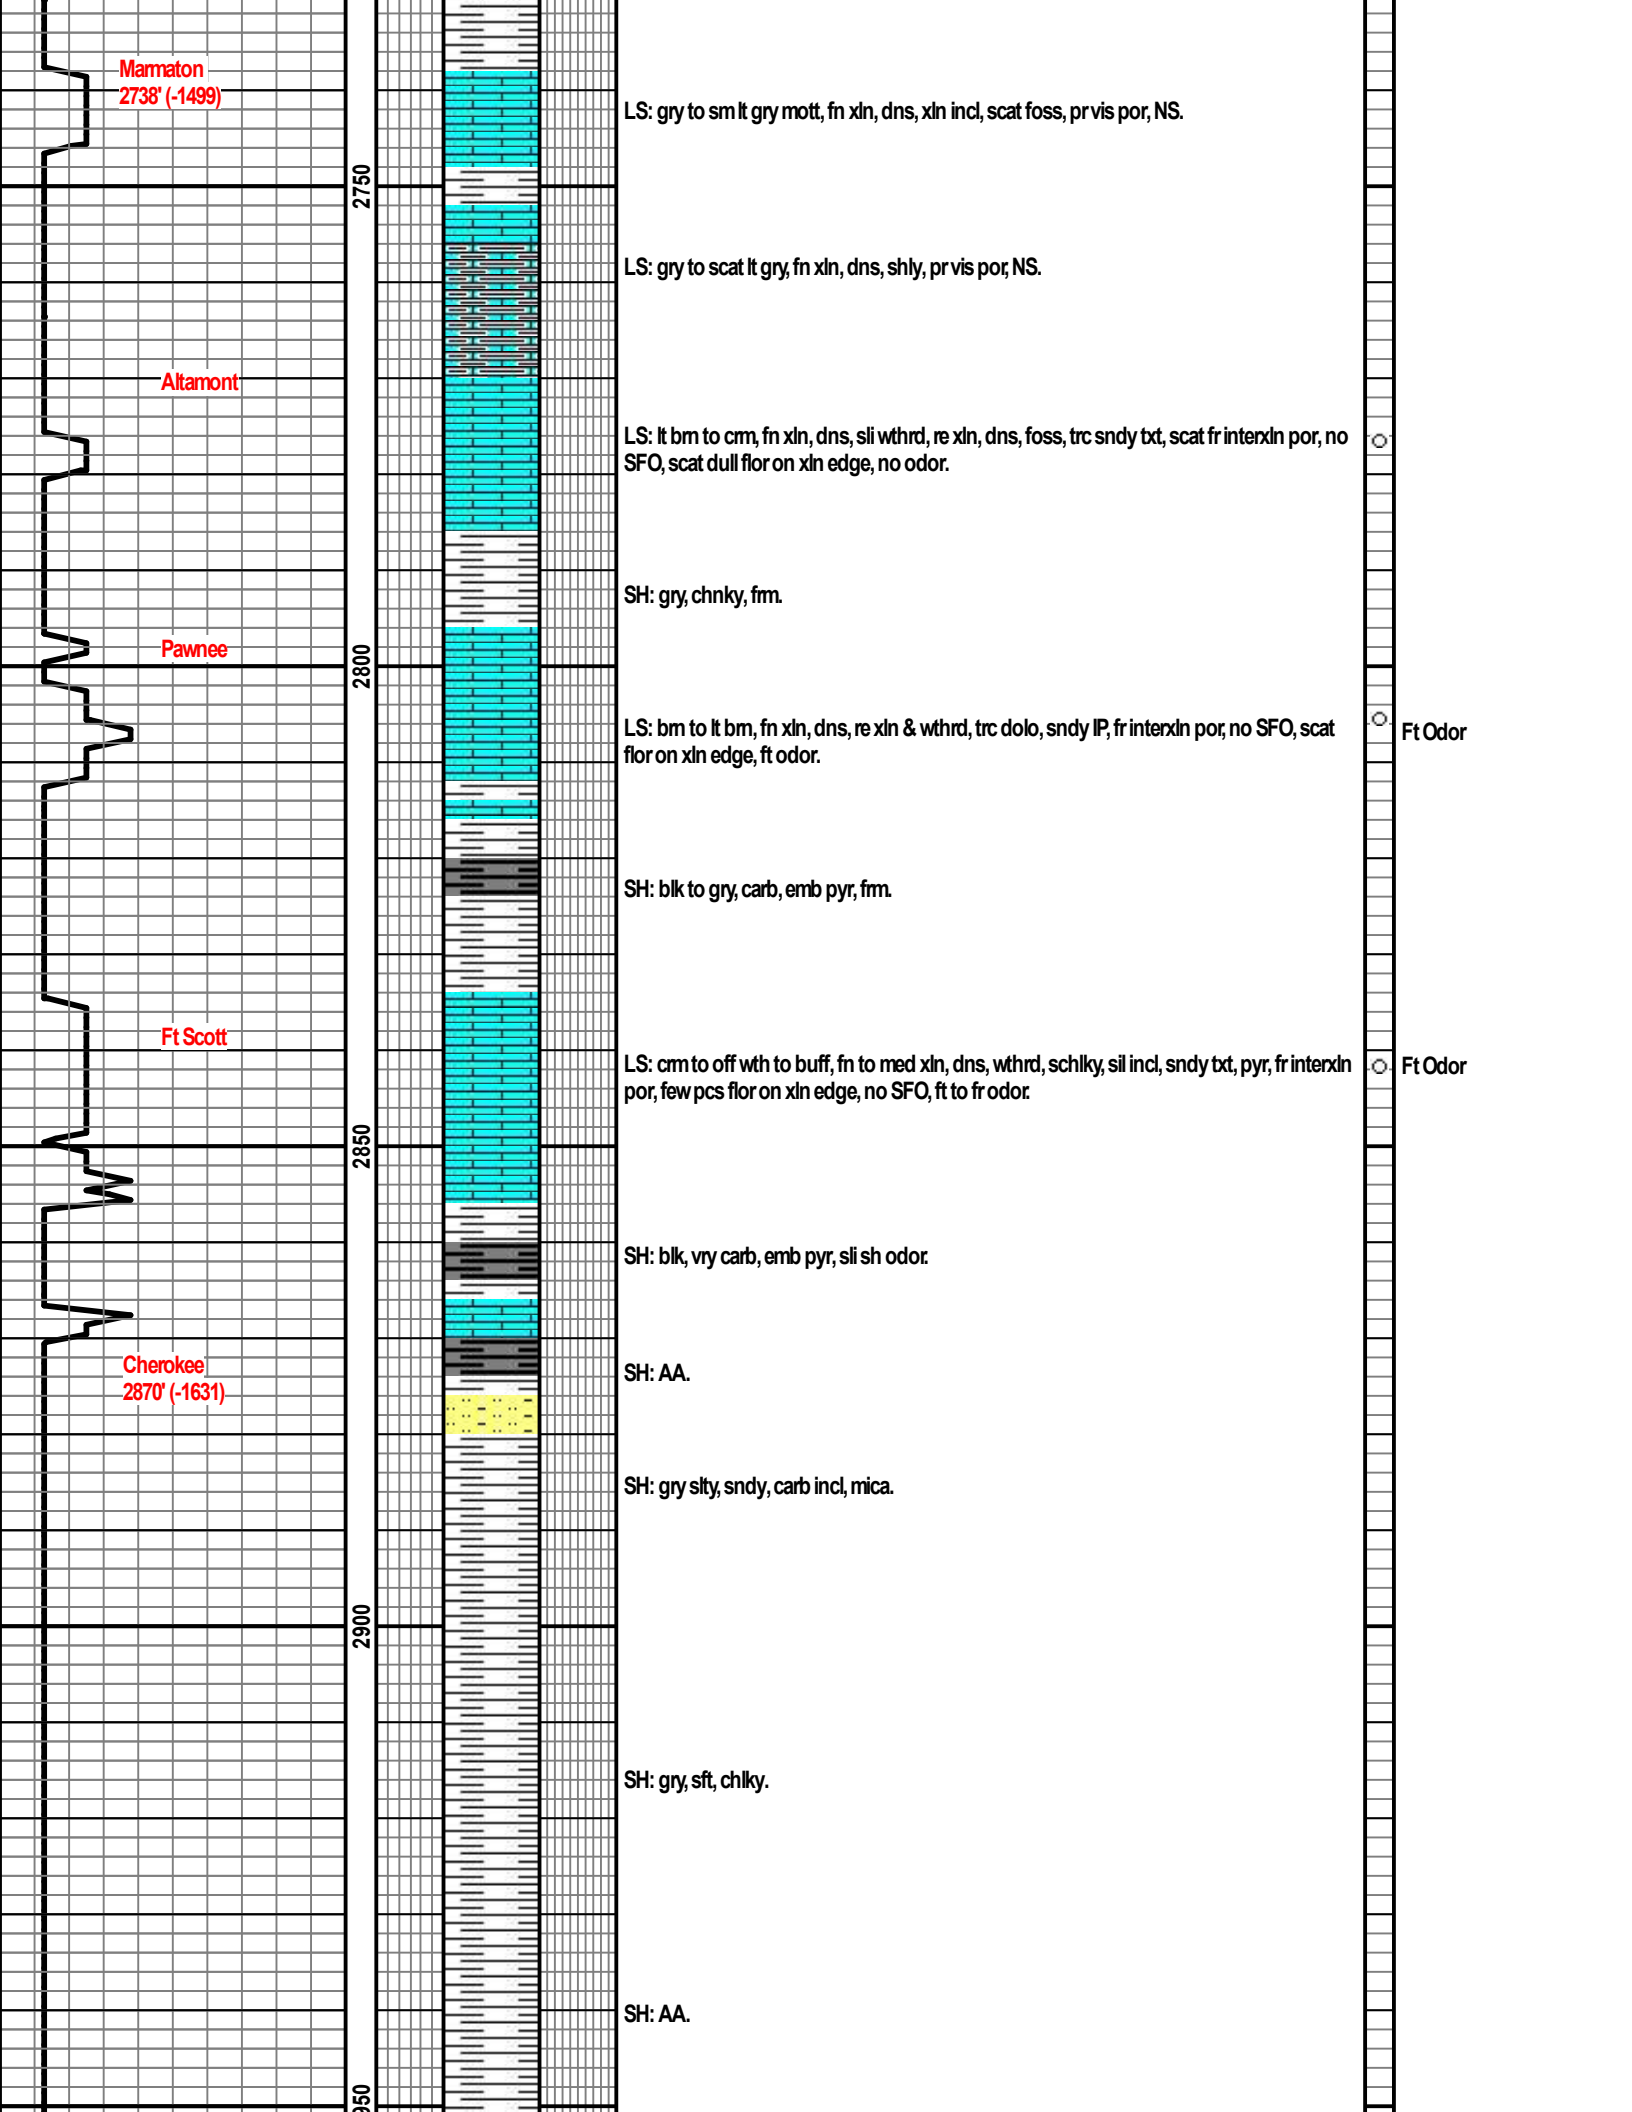 Marmaton
2738' (-1499)
LS: gry to sm lt gry mott, fn xln, dns, xln incl, scat foss, pr vis por, NS.
2750
LS: gry to scat lt gry, fn xln, dns, shly, pr vis por, NS.
Altamont
LS: lt brn to crm, fn xln, dns, sli wthrd, re xln, dns, foss, trc sndy txt, scat fr interxln por, no
SFO, scat dull flor on xln edge, no odor.
SH: gry, chnky, frm.
Pawnee
2800
LS: brn to lt brn, fn xln, dns, re xln & wthrd, trc dolo, sndy IP, fr interxln por, no SFO, scat
flor on xln edge, ft odor.
Ft Odor
SH: blk to gry, carb, emb pyr, frm.
Ft Scott
LS: crm to off wth to buff, fn to med xln, dns, wthrd, schlky, sil incl, sndy txt, pyr, fr interxln
por, few pcs flor on xln edge, no SFO, ft to fr odor.
Ft Odor
2850
SH: blk, vry carb, emb pyr, sli sh odor.
Cherokee
2870' (-1631)
SH: AA.
SH: gry slty, sndy, carb incl, mica.
2900
SH: gry, sft, chlky.
SH: AA.
950